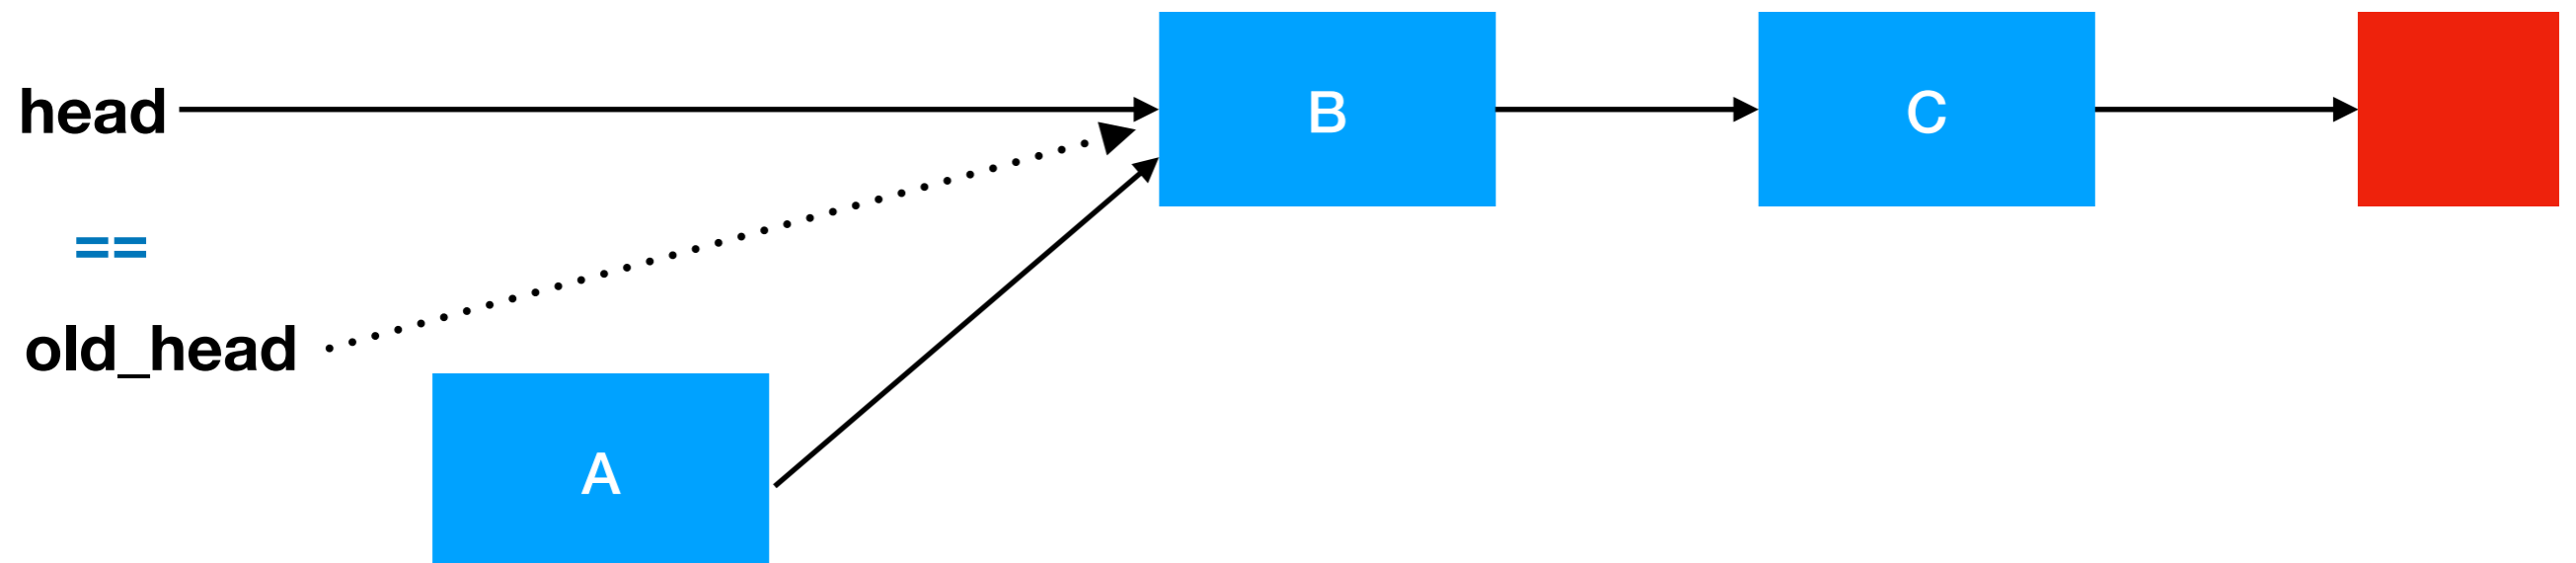 head
B
C
==
old_head
A